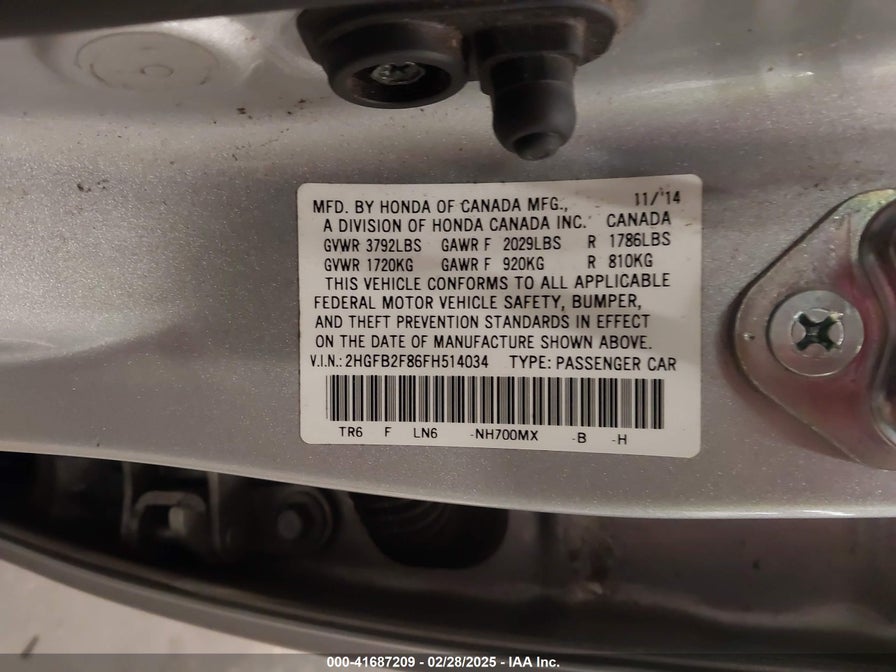 MFD. BY HONDA OF CANADA MFG., 11/'14
A DIVISION OF HONDA CANADA INC. CANADA
GVWR 3792LBS GAWR F 2029LBS R 1786LBS
GVWR 1720KG GAWR F 920KG R 810KG
THIS VEHICLE CONFORMS TO ALL APPLICABLE
FEDERAL MOTOR VEHICLE SAFETY, BUMPER,
AND THEFT PREVENTION STANDARDS IN EFFECT
ON THE DATE OF MANUFACTURE SHOWN ABOVE.
V.I.N.: 2HGFB2F86FH514034 TYPE: PASSENGER CAR
TR6 F LN6 -NH700MX -B -H
000-41687209 - 02/28/2025 - IAA Inc.